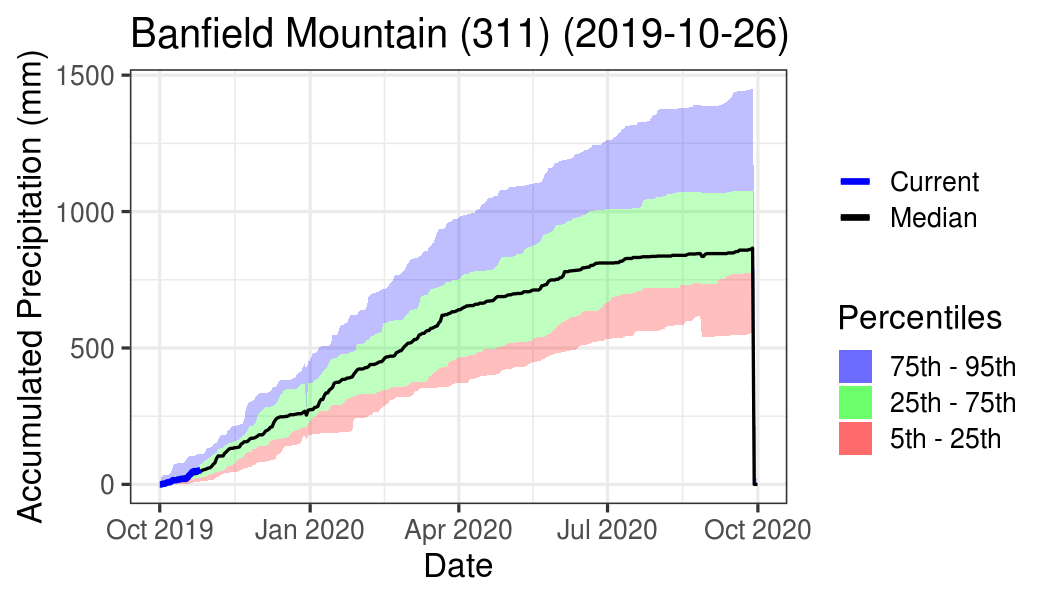 Banfield Mountain (311) (2019-10-26)
Accumulated Precipitation (mm)
1500
1000
500
0
Oct 2019
Jan 2020
Apr 2020
Jul 2020
Oct 2020
Date
Current
Median
Percentiles
75th - 95th
25th - 75th
5th - 25th